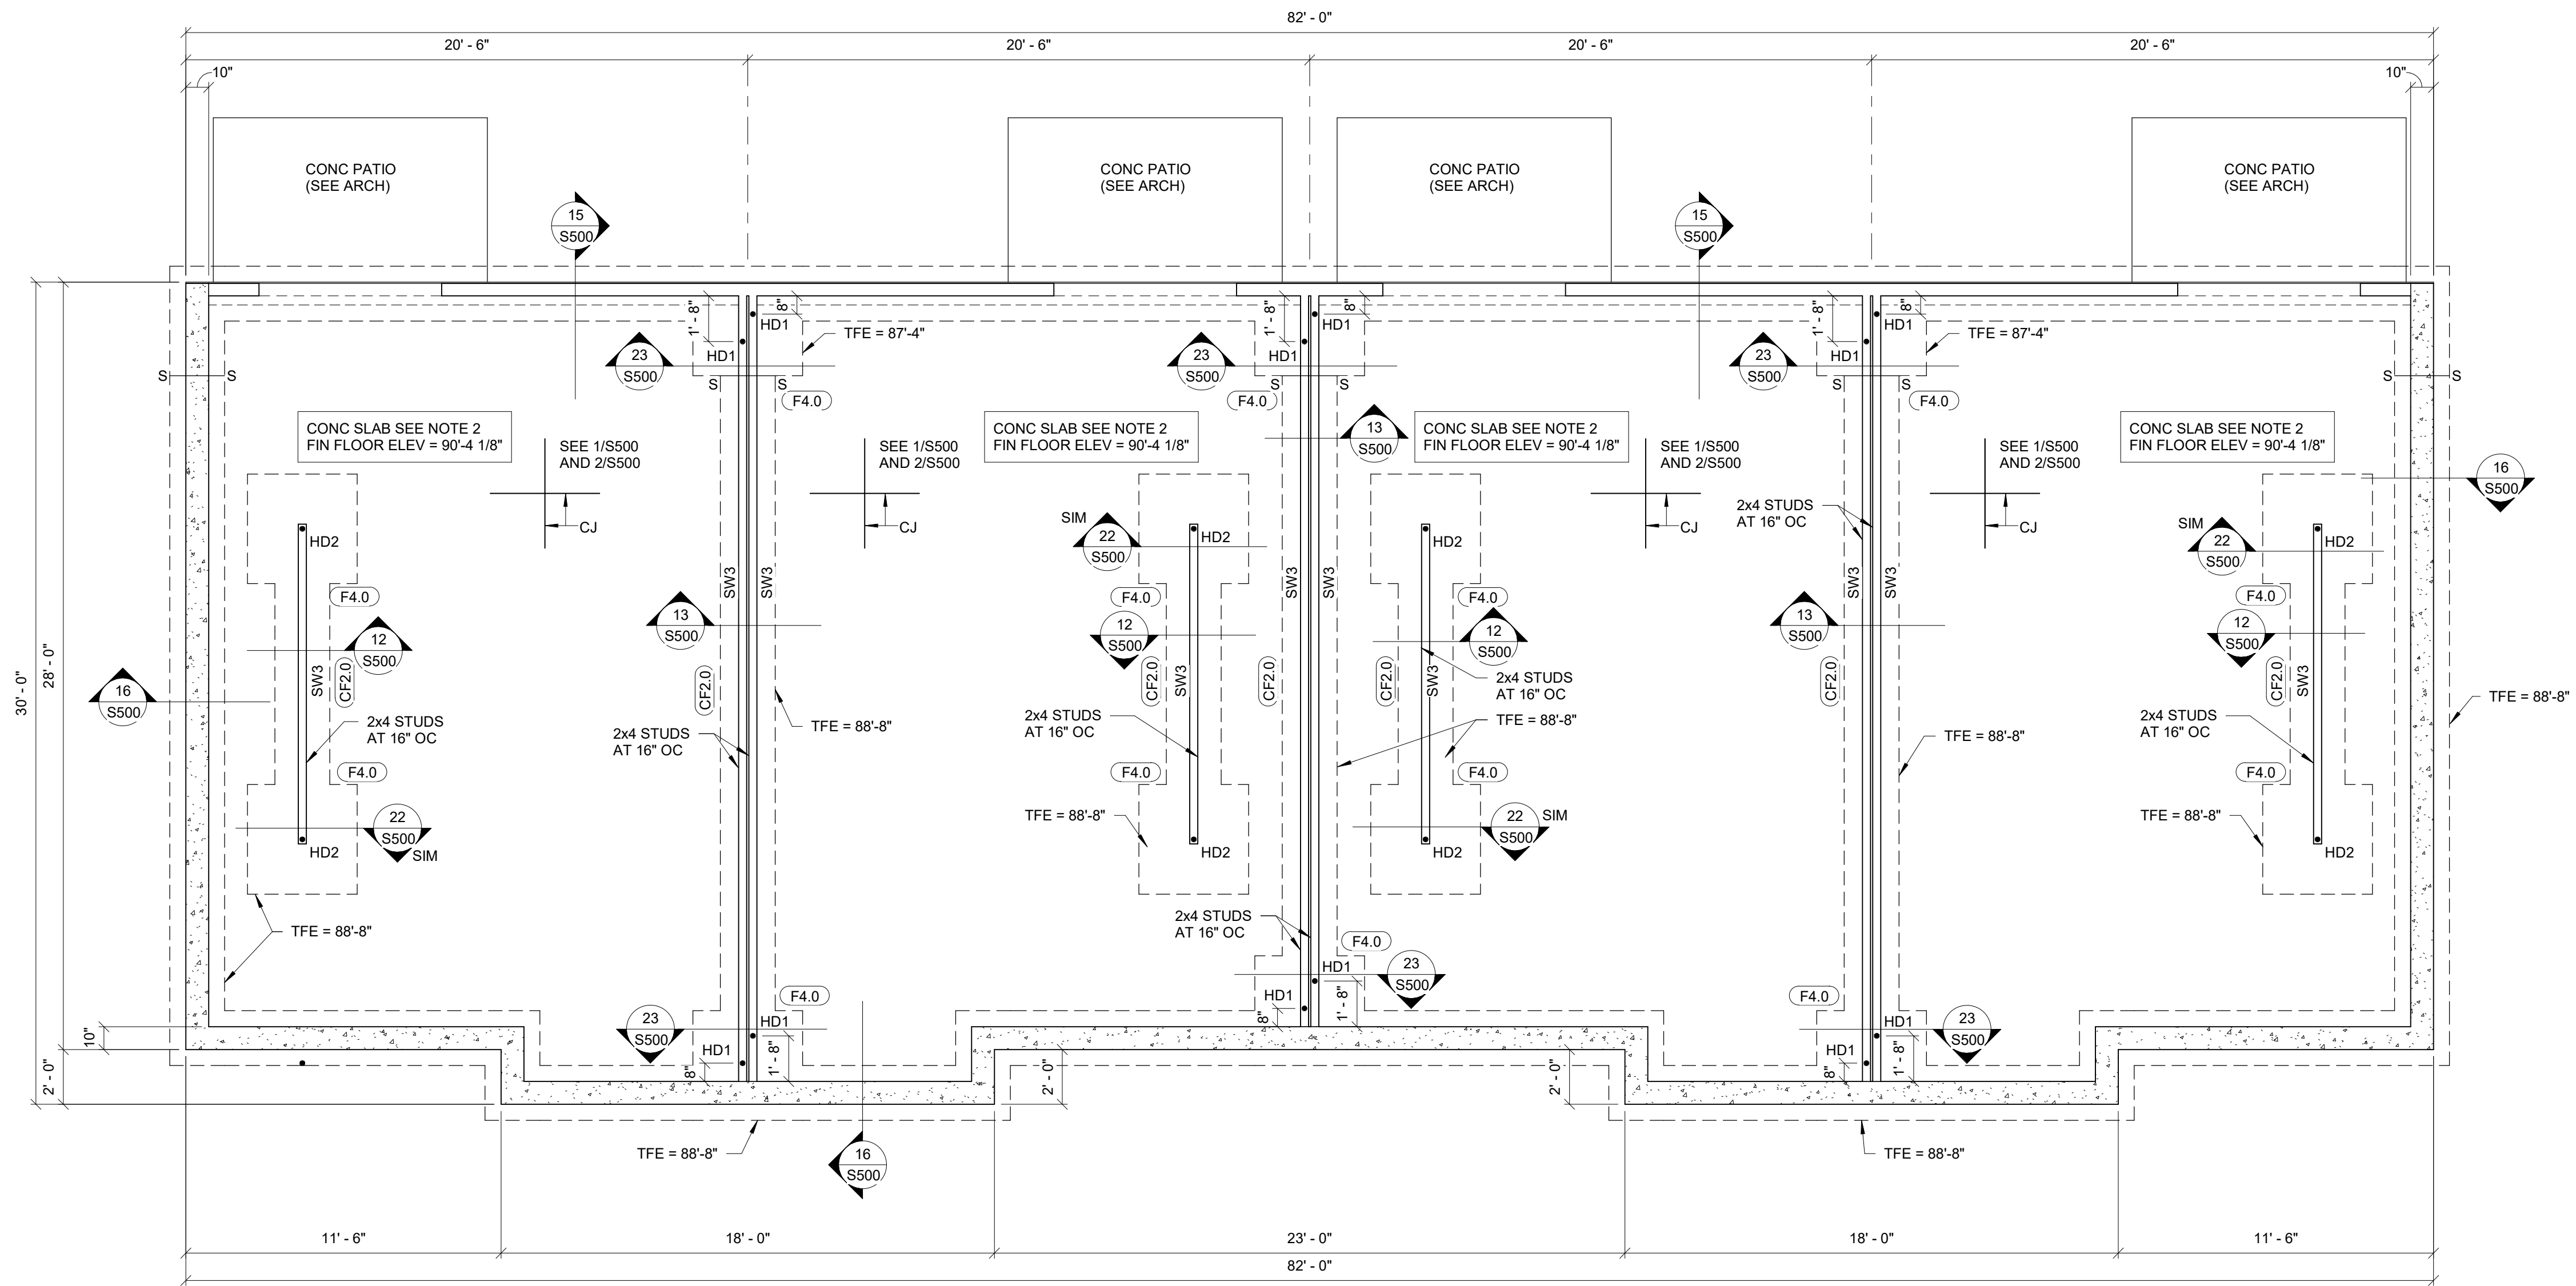 82' - 0"
20' - 6"
20' - 6"
20' - 6"
20' - 6"
10"
10"
CONC PATIO
(SEE ARCH)
CONC PATIO
(SEE ARCH)
CONC PATIO
(SEE ARCH)
CONC PATIO
(SEE ARCH)
15
S500
15
S500
1' - 8"
8"
HD1
HD1
TFE = 87'-4"
1' - 8"
8"
HD1
HD1
1' - 8"
8"
HD1
HD1
TFE = 87'-4"
23
S500
23
S500
23
S500
S
S
S
S
S
S
S
S
S
S
F4.0
F4.0
F4.0
CONC SLAB SEE NOTE 2
FIN FLOOR ELEV = 90'-4 1/8"
CONC SLAB SEE NOTE 2
FIN FLOOR ELEV = 90'-4 1/8"
CONC SLAB SEE NOTE 2
FIN FLOOR ELEV = 90'-4 1/8"
CONC SLAB SEE NOTE 2
FIN FLOOR ELEV = 90'-4 1/8"
13
S500
SEE 1/S500
AND 2/S500
SEE 1/S500
AND 2/S500
SEE 1/S500
AND 2/S500
SEE 1/S500
AND 2/S500
16
S500
CJ
CJ
CJ
CJ
2x4 STUDS
AT 16" OC
SIM
22
S500
SIM
22
S500
HD2
HD2
HD2
HD2
SW3
SW3
SW3
SW3
SW3
SW3
F4.0
F4.0
F4.0
F4.0
13
S500
13
S500
12
S500
12
S500
12
S500
12
S500
30' - 0"
28' - 0"
16
S500
SW3
CF2.0
CF2.0
CF2.0
SW3
CF2.0
CF2.0
SW3
CF2.0
CF2.0
SW3
2x4 STUDS
AT 16" OC
2x4 STUDS
AT 16" OC
TFE = 88'-8"
2x4 STUDS
AT 16" OC
2x4 STUDS
AT 16" OC
TFE = 88'-8"
TFE = 88'-8"
2x4 STUDS
AT 16" OC
TFE = 88'-8"
F4.0
F4.0
F4.0
F4.0
22
S500
SIM
TFE = 88'-8"
22
S500
SIM
TFE = 88'-8"
HD2
HD2
HD2
HD2
TFE = 88'-8"
2x4 STUDS
AT 16" OC
F4.0
HD1
23
S500
F4.0
F4.0
HD1
8"
1' - 8"
10"
23
S500
HD1
HD1
8"
1' - 8"
HD1
HD1
8"
1' - 8"
23
S500
2' - 0"
2' - 0"
2' - 0"
TFE = 88'-8"
16
S500
TFE = 88'-8"
11' - 6"
18' - 0"
23' - 0"
18' - 0"
11' - 6"
82' - 0"